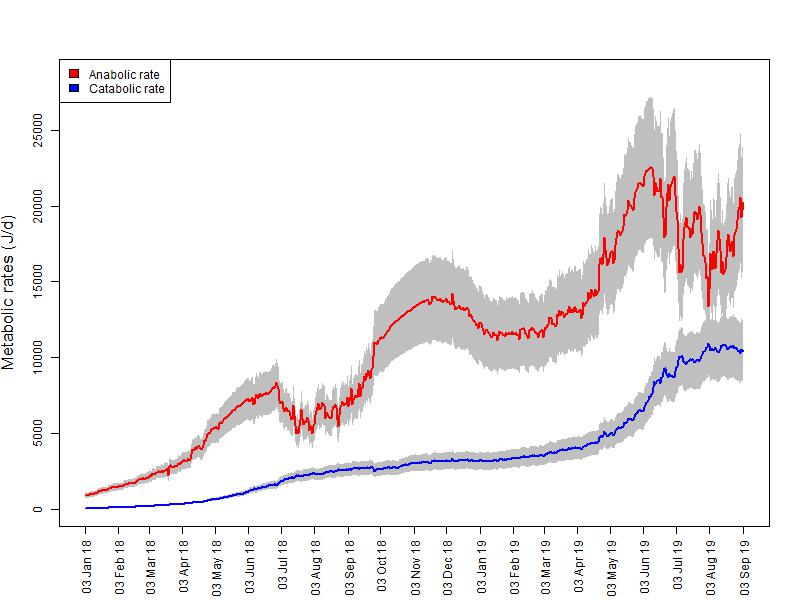 Anabolic rate
Catabolic rate
Metabolic rates (J/d)
25000
20000
15000
10000
5000
0
03 Jan 18
03 Feb 18
03 Mar 18
03 Apr 18
03 May 18
03 Jun 18
03 Jul 18
03 Aug 18
03 Sep 18
03 Oct 18
03 Nov 18
03 Dec 18
03 Jan 19
03 Feb 19
03 Mar 19
03 Apr 19
03 May 19
03 Jun 19
03 Jul 19
03 Aug 19
03 Sep 19